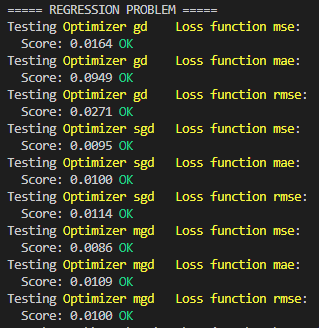 ===== REGRESSION PROBLEM =====
Testing Optimizer gd Loss function mse:
Score: 0.0164 OK
Testing Optimizer gd Loss function mae:
Score: 0.0949 OK
Testing Optimizer gd Loss function rmse:
Score: 0.0271 OK
Testing Optimizer sgd Loss function mse:
Score: 0.0095 OK
Testing Optimizer sgd Loss function mae:
Score: 0.0100 OK
Testing Optimizer sgd Loss function rmse:
Score: 0.0114 OK
Testing Optimizer mgd Loss function mse:
Score: 0.0086 OK
Testing Optimizer mgd Loss function mae:
Score: 0.0109 OK
Testing Optimizer mgd Loss function rmse:
Score: 0.0100 OK